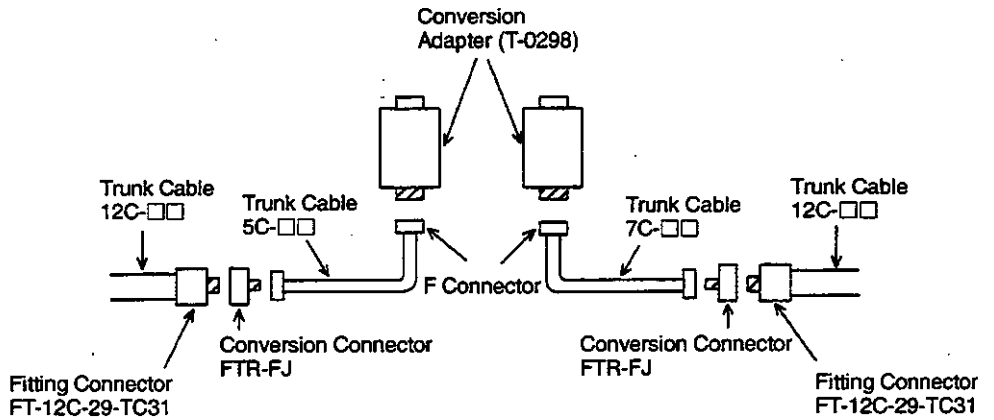 Conversion
Adapter (T-0298)
Trunk Cable
12C-□□
Trunk Cable
5C-□□
Trunk Cable
7C-□□
Trunk Cable
12C-□□
F Connector
Conversion Connector
FTR-FJ
Conversion Connector
FTR-FJ
Fitting Connector
FT-12C-29-TC31
Fitting Connector
FT-12C-29-TC31